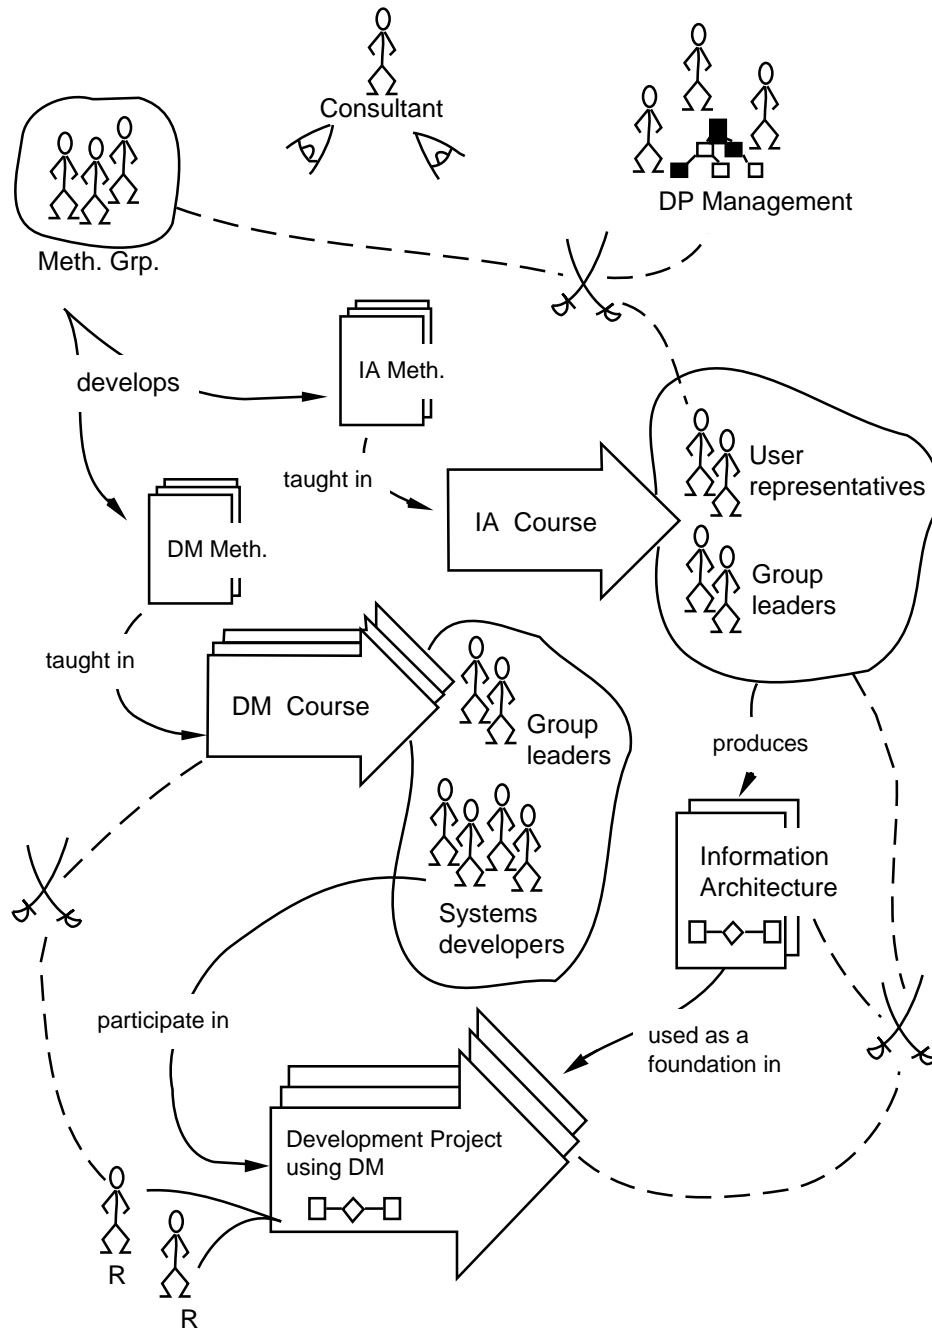 Consultant
DP Management
Meth. Grp.
develops
IA Meth.
taught in
IA  Course
User
representatives
Group
leaders
DM Meth.
taught in
DM  Course
Group
leaders
produces
Information
Architecture
Systems
developers
participate in
used as a
foundation in
Development Project
using DM
R
R